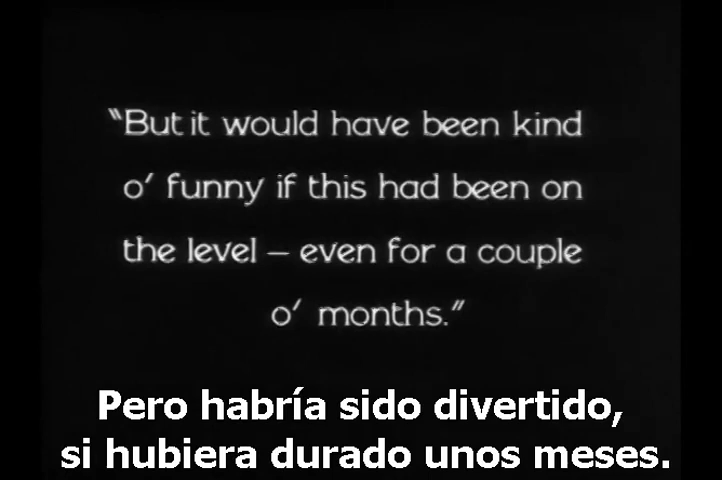 “But it would have been kind
o’ funny if this had been on
the level – even for a couple
o’ months.”
Pero habría sido divertido,
si hubiera durado unos meses.